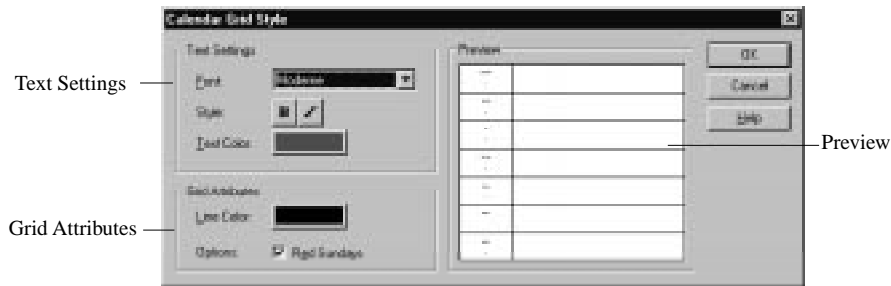 Calendar Grid Style
Text Settings
Preview
OK
Font:
Cancel
Text Settings
Style:
Help
Text Color:
Preview
Grid Attributes
Line Color:
Grid Attributes
Options:
Red Sundays